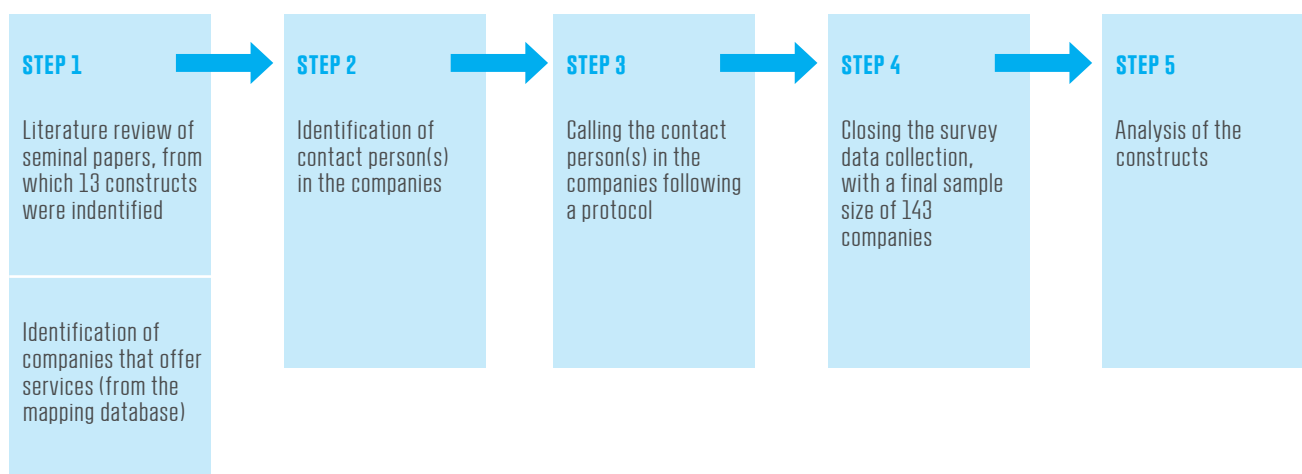 STEP 1
Literature review of
seminal papers, from
which 13 constructs
were indentified
Identification of
companies that offer
services (from the
mapping database)
STEP 2
Identification of
contact person(s)
in the companies
STEP 3
Calling the contact
person(s) in the
companies following
a protocol
STEP 4
Closing the survey
data collection,
with a final sample
size of 143
companies
STEP 5
Analysis of the
constructs